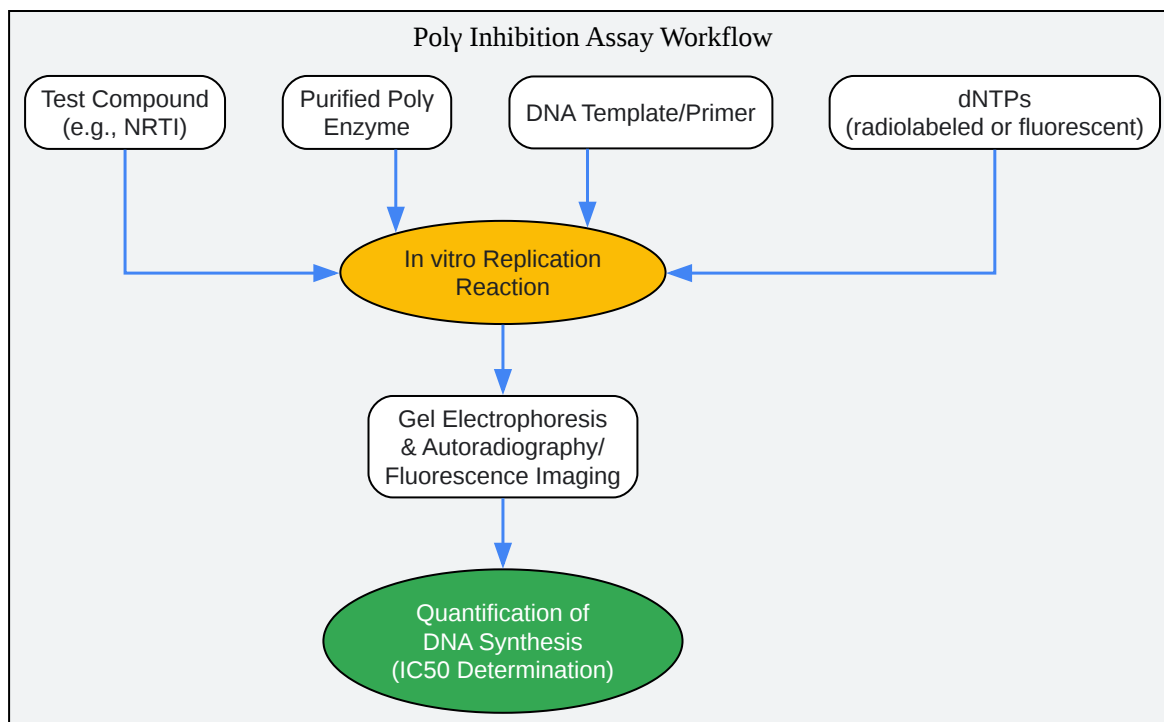 Polγ Inhibition Assay Workflow
Test Compound
(e.g., NRTI)
Purified Polγ
Enzyme
DNA Template/Primer
dNTPs
(radiolabeled or fluorescent)
In vitro Replication
Reaction
Gel Electrophoresis
& Autoradiography/
Fluorescence Imaging
Quantification of
DNA Synthesis
(IC50 Determination)